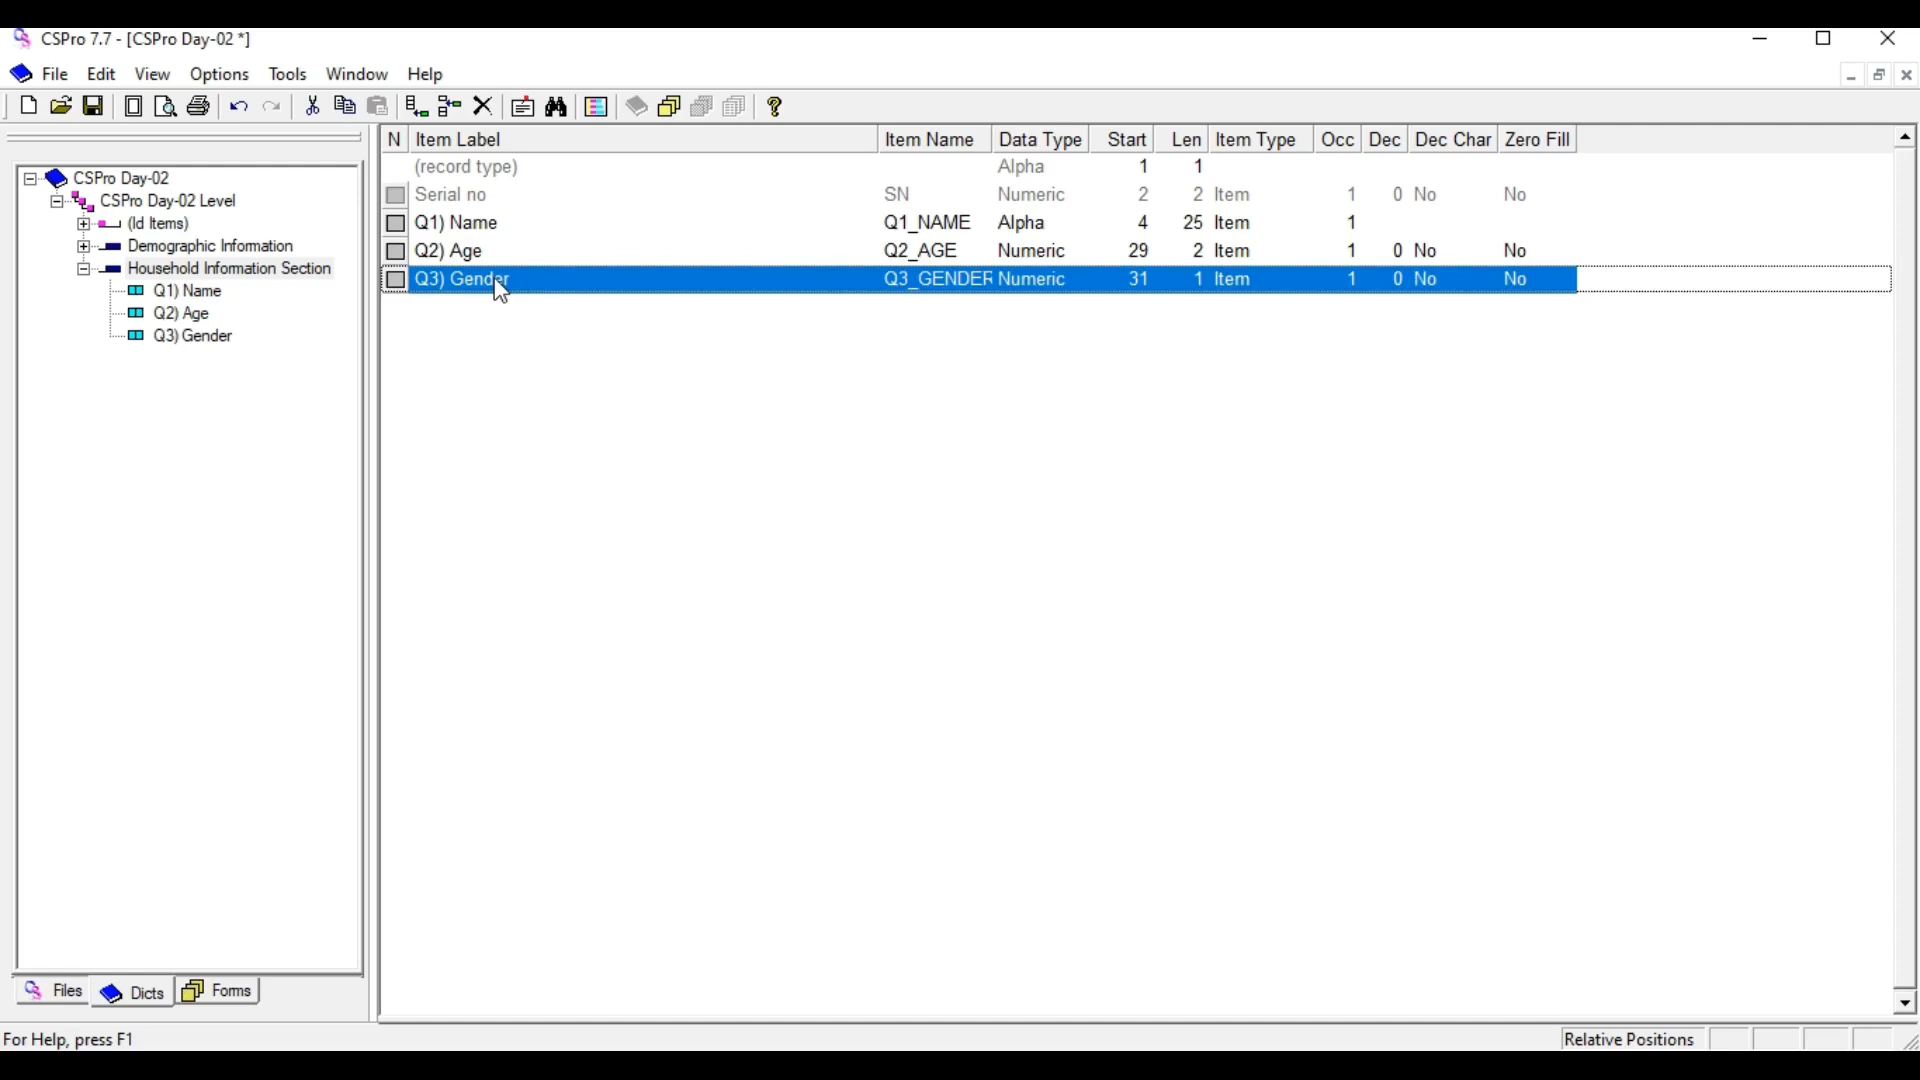 CSPro 7.7 - [CSPro Day-02 *]
File Edit View Options Tools Window Help
N Item Label Item Name Data Type Start Len Item Type Occ Dec Dec Char Zero Fill
(record type) Alpha 1 1
Serial no SN Numeric 2 2 Item 1 0 No No
Q1) Name Q1_NAME Alpha 4 25 Item 1
Q2) Age Q2_AGE Numeric 29 2 Item 1 0 No No
Q3) Gender Q3_GENDER Numeric 31 1 Item 1 0 No No
CSPro Day-02
CSPro Day-02 Level
(Id Items)
Demographic Information
Household Information Section
Q1) Name
Q2) Age
Q3) Gender
Files Dicts Forms
For Help, press F1 Relative Positions